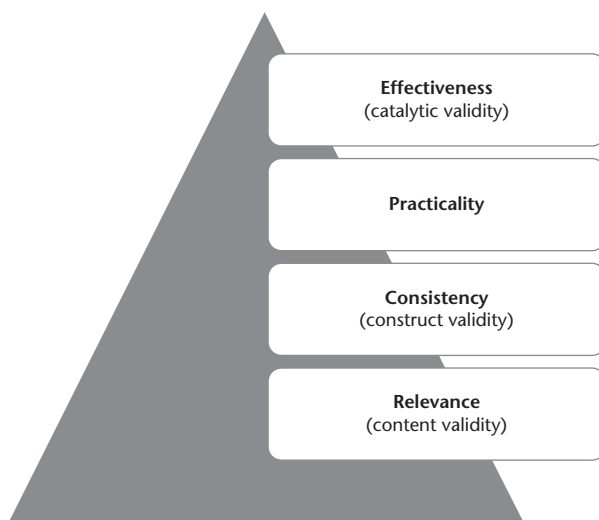 Effectiveness
(catalytic validity)
Practicality
Consistency
(construct validity)
Relevance
(content validity)